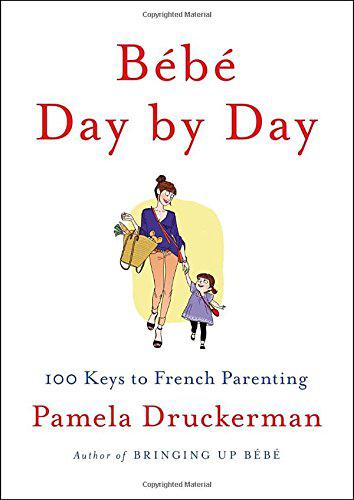 Copyrighted Material
Bébé
Day by Day
100 Keys to French Parenting
Pamela Druckerman
Author of BRINGING UP BÉBÉ
Copyrighted Material